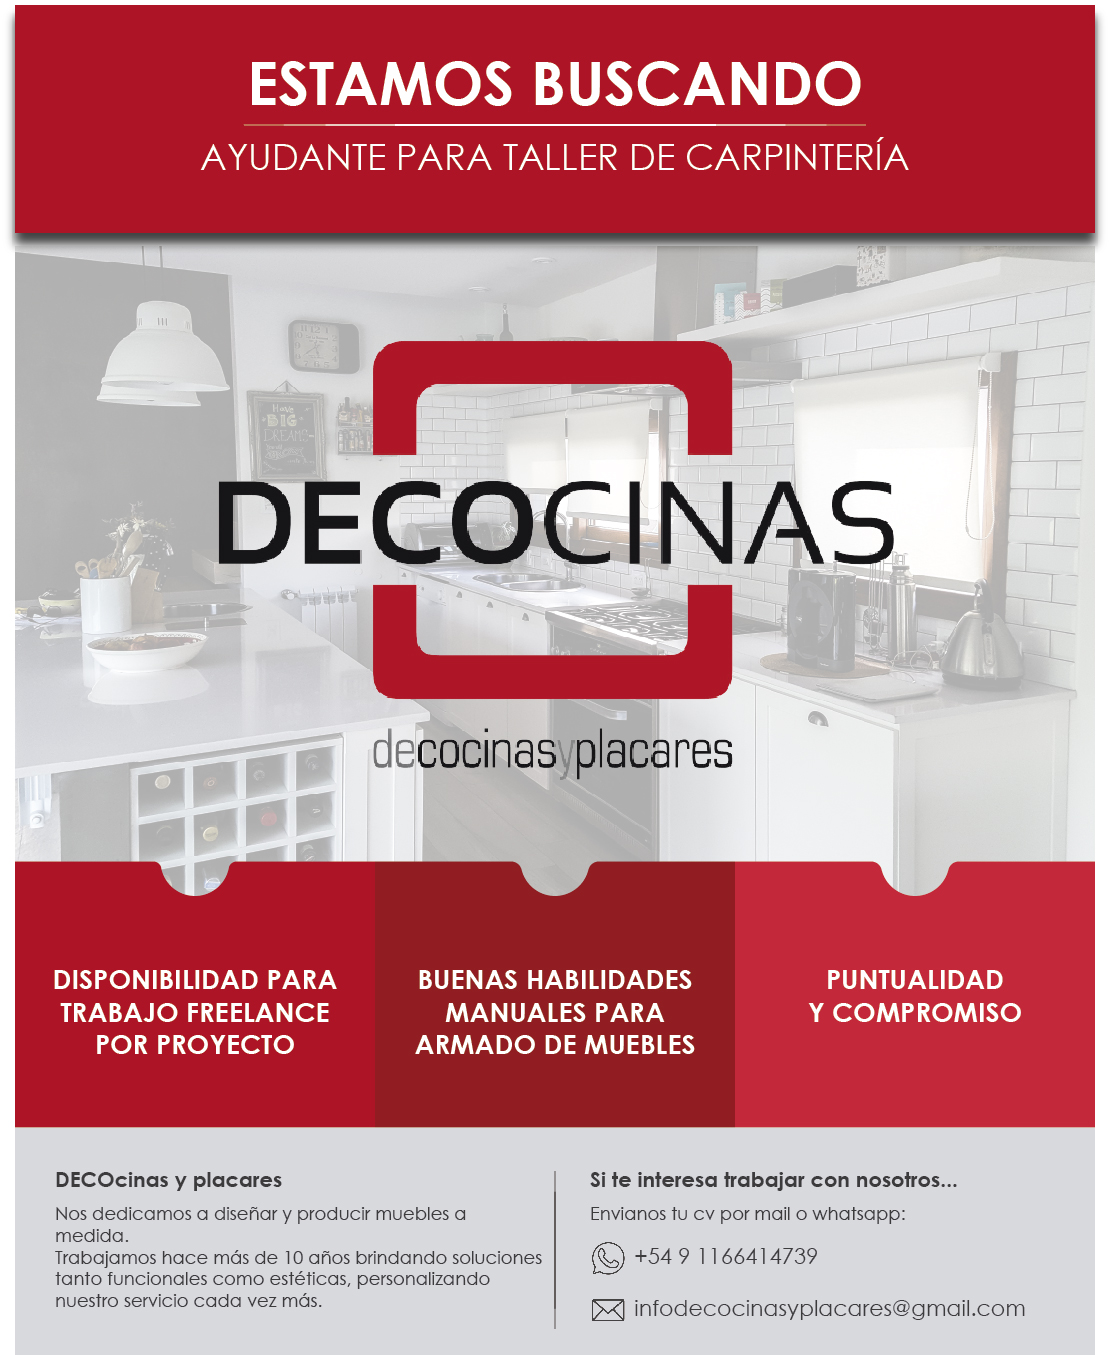 ESTAMOS BUSCANDO
AYUDANTE PARA TALLER DE CARPINTERÍA
Have
BIG
DREAMS
DECOCINAS
decocinasyplacares
DISPONIBILIDAD PARA
TRABAJO FREELANCE
POR PROYECTO
BUENAS HABILIDADES
MANUALES PARA
ARMADO DE MUEBLES
PUNTUALIDAD
Y COMPROMISO
DECOcinas y placares
Nos dedicamos a diseñar y producir muebles a
medida.
Trabajamos hace más de 10 años brindando soluciones
tanto funcionales como estéticas, personalizando
nuestro servicio cada vez más.
Si te interesa trabajar con nosotros...
Envianos tu cv por mail o whatsapp:
+54 9 1166414739
infodecocinasyplacares@gmail.com